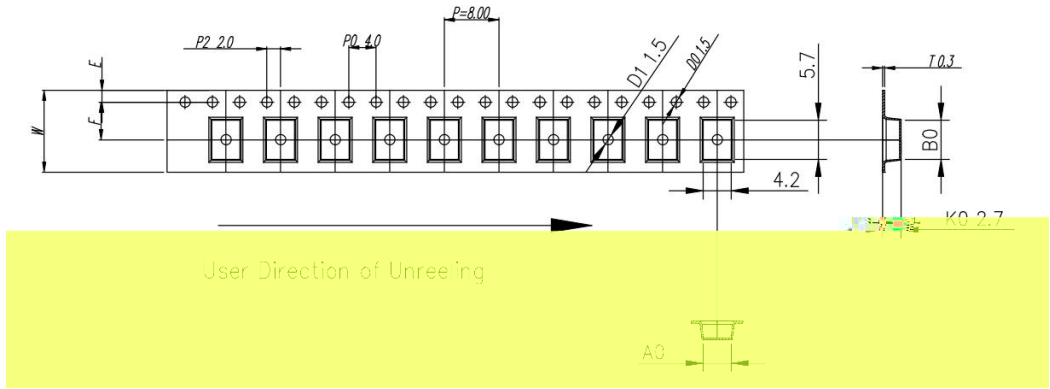 P=8.00
P2 2.0
P0 4.0
D1 1.5
D0 1.5
5.7
T 0.3
E
F
W
B0
4.2
K0 2.7
User Direction of Unreeling
A0